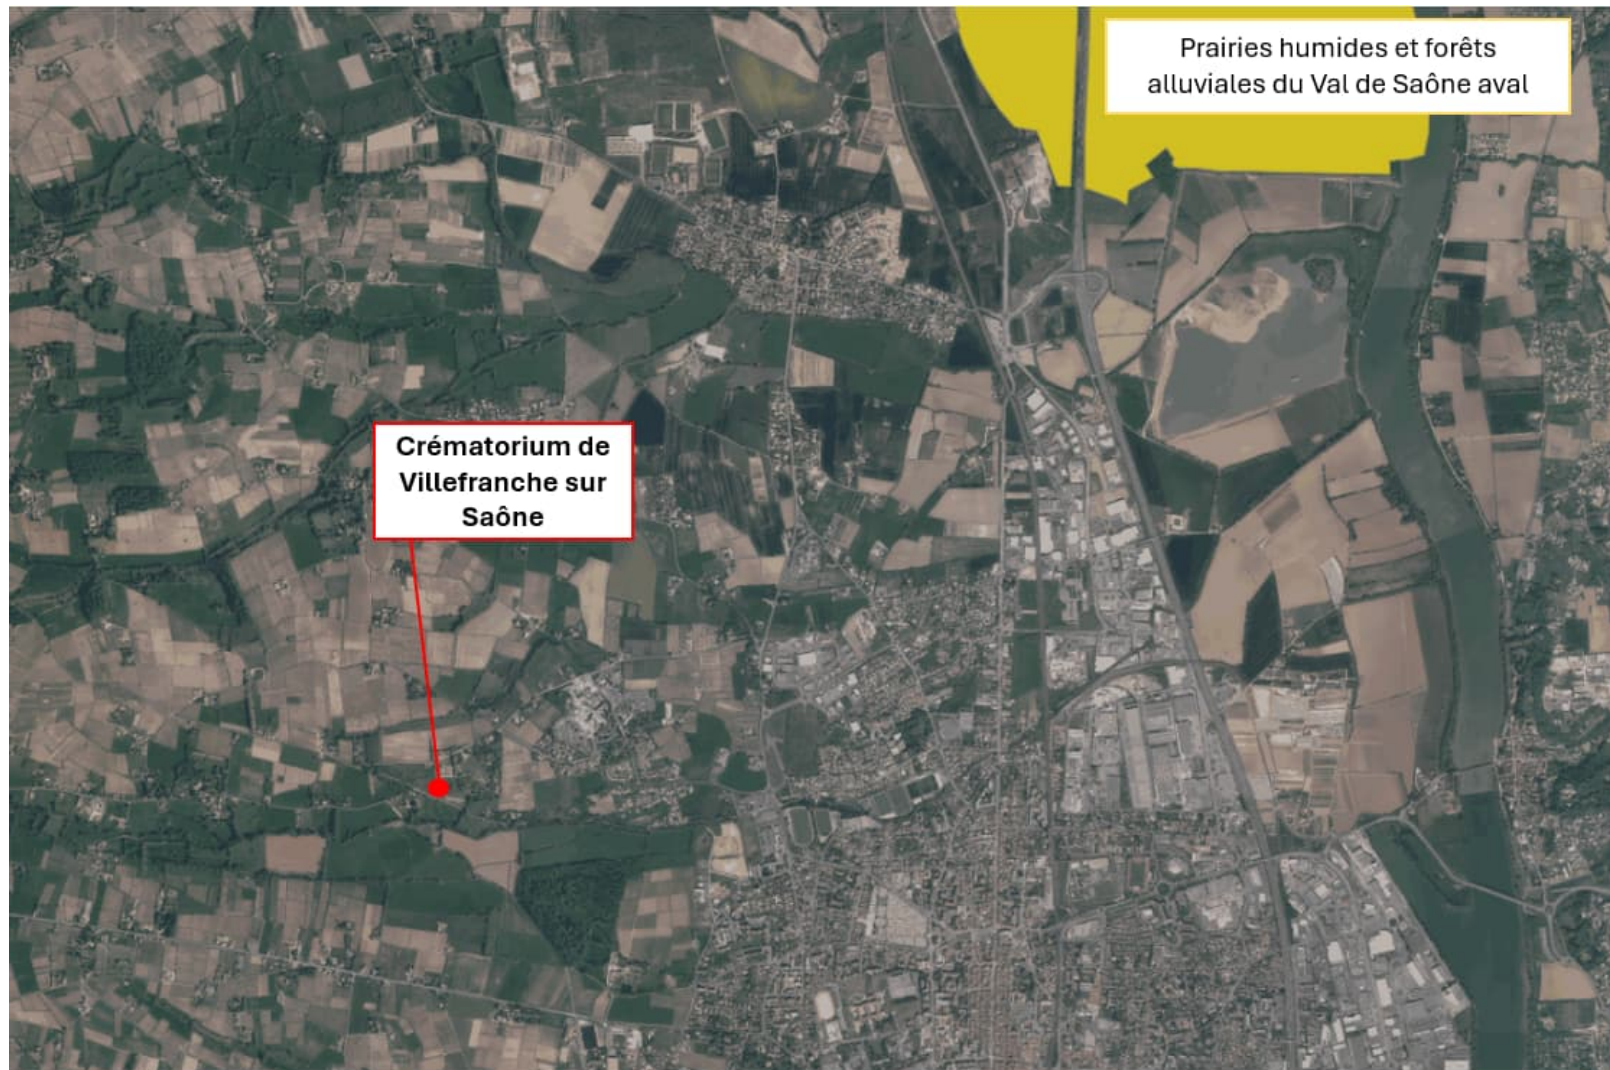 Prairies humides et forêts
alluviales du Val de Saône aval
Crématorium de
Villefranche sur
Saône